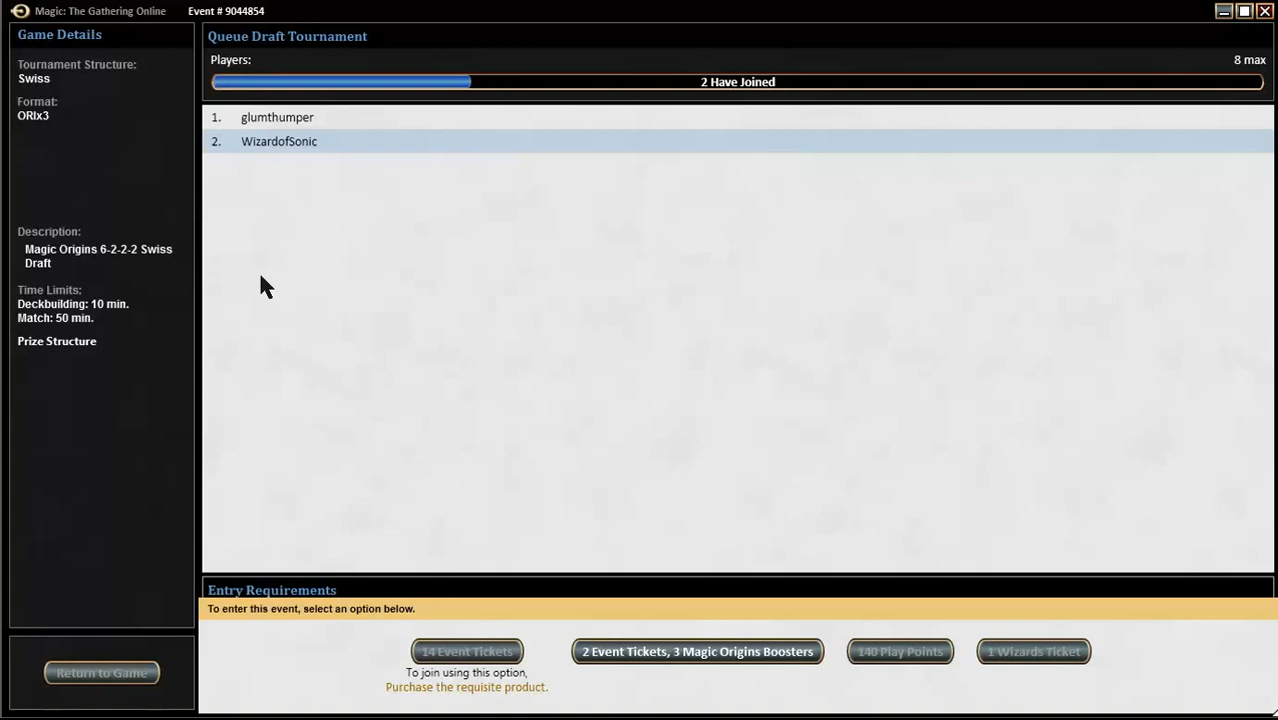 Magic: The Gathering Online Event # 9044854
Game Details
Tournament Structure:
Swiss
Format:
ORIx3
Description:
Magic Origins 6-2-2-2 Swiss
Draft
Time Limits:
Deckbuilding: 10 min.
Match: 50 min.
Prize Structure
Return to Game
Queue Draft Tournament
Players: 8 max
2 Have Joined
1. glumthumper
2. WizardofSonic
Entry Requirements
To enter this event, select an option below.
14 Event Tickets 2 Event Tickets, 3 Magic Origins Boosters 140 Play Points 1 Wizards Ticket
To join using this option,
Purchase the requisite product.